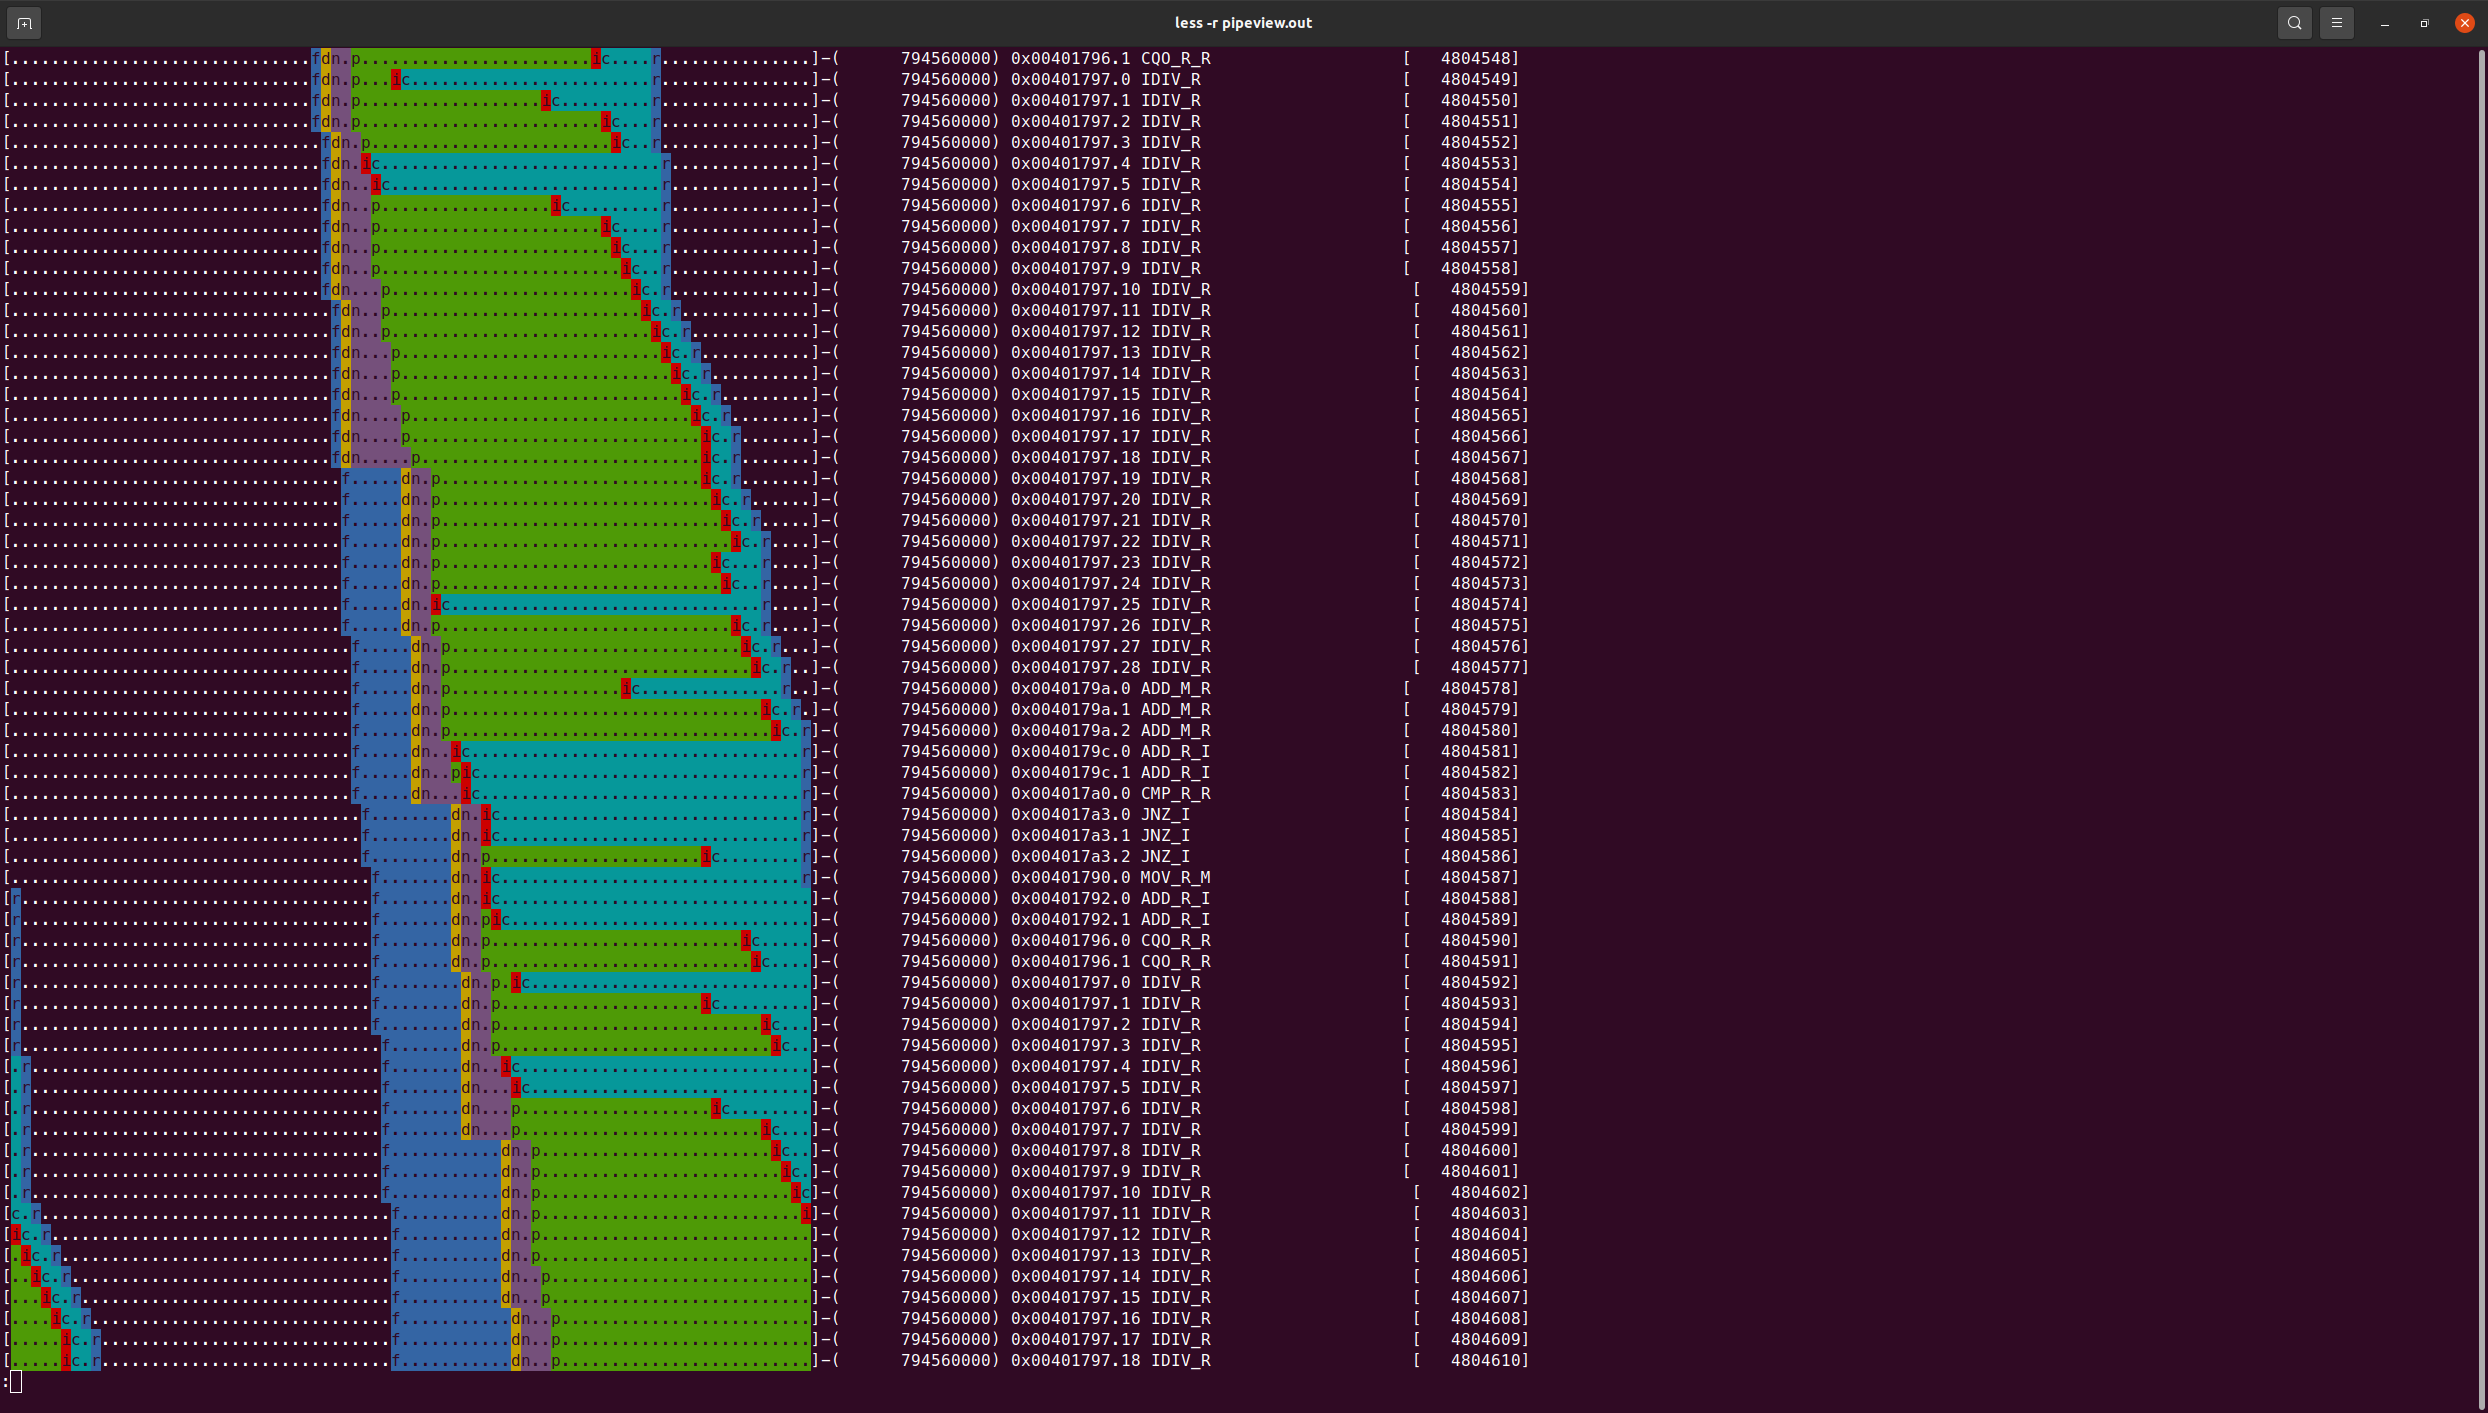 less -r pipeview.out
[..............................fdn.p.......................ic....r...............]-(      794560000) 0x00401796.1 CQO_R_R                   [   4804548]
[..............................fdn.p...ic........................r...............]-(      794560000) 0x00401797.0 IDIV_R                    [   4804549]
[..............................fdn.p..................ic.........r...............]-(      794560000) 0x00401797.1 IDIV_R                    [   4804550]
[..............................fdn.p........................ic...r...............]-(      794560000) 0x00401797.2 IDIV_R                    [   4804551]
[...............................fdn.p........................ic..r...............]-(      794560000) 0x00401797.3 IDIV_R                    [   4804552]
[...............................fdn.ic............................r..............]-(      794560000) 0x00401797.4 IDIV_R                    [   4804553]
[...............................fdn..ic...........................r..............]-(      794560000) 0x00401797.5 IDIV_R                    [   4804554]
[...............................fdn..p.................ic.........r..............]-(      794560000) 0x00401797.6 IDIV_R                    [   4804555]
[...............................fdn..p......................ic....r..............]-(      794560000) 0x00401797.7 IDIV_R                    [   4804556]
[...............................fdn..p.......................ic...r..............]-(      794560000) 0x00401797.8 IDIV_R                    [   4804557]
[...............................fdn..p........................ic..r..............]-(      794560000) 0x00401797.9 IDIV_R                    [   4804558]
[...............................fdn...p........................ic.r..............]-(      794560000) 0x00401797.10 IDIV_R                    [   4804559]
[................................fdn..p.........................ic.r.............]-(      794560000) 0x00401797.11 IDIV_R                    [   4804560]
[................................fdn..p..........................ic.r............]-(      794560000) 0x00401797.12 IDIV_R                    [   4804561]
[................................fdn...p..........................ic.r...........]-(      794560000) 0x00401797.13 IDIV_R                    [   4804562]
[................................fdn...p...........................ic.r..........]-(      794560000) 0x00401797.14 IDIV_R                    [   4804563]
[................................fdn...p............................ic.r.........]-(      794560000) 0x00401797.15 IDIV_R                    [   4804564]
[................................fdn....p............................ic.r........]-(      794560000) 0x00401797.16 IDIV_R                    [   4804565]
[................................fdn....p.............................ic.r.......]-(      794560000) 0x00401797.17 IDIV_R                    [   4804566]
[................................fdn.....p............................ic.r.......]-(      794560000) 0x00401797.18 IDIV_R                    [   4804567]
[.................................f.....dn.p..........................ic.r.......]-(      794560000) 0x00401797.19 IDIV_R                    [   4804568]
[.................................f.....dn.p...........................ic.r......]-(      794560000) 0x00401797.20 IDIV_R                    [   4804569]
[.................................f.....dn.p............................ic.r.....]-(      794560000) 0x00401797.21 IDIV_R                    [   4804570]
[.................................f.....dn.p.............................ic.r....]-(      794560000) 0x00401797.22 IDIV_R                    [   4804571]
[.................................f.....dn.p...........................ic...r....]-(      794560000) 0x00401797.23 IDIV_R                    [   4804572]
[.................................f.....dn.p............................ic..r....]-(      794560000) 0x00401797.24 IDIV_R                    [   4804573]
[.................................f.....dn.ic...............................r....]-(      794560000) 0x00401797.25 IDIV_R                    [   4804574]
[.................................f.....dn.p.............................ic.r....]-(      794560000) 0x00401797.26 IDIV_R                    [   4804575]
[..................................f.....dn.p.............................ic.r...]-(      794560000) 0x00401797.27 IDIV_R                    [   4804576]
[..................................f.....dn.p..............................ic.r..]-(      794560000) 0x00401797.28 IDIV_R                    [   4804577]
[..................................f.....dn.p.................ic..............r..]-(      794560000) 0x0040179a.0 ADD_M_R                   [   4804578]
[..................................f.....dn.p...............................ic.r.]-(      794560000) 0x0040179a.1 ADD_M_R                   [   4804579]
[..................................f.....dn.p................................ic.r]-(      794560000) 0x0040179a.2 ADD_M_R                   [   4804580]
[..................................f.....dn..ic.................................r]-(      794560000) 0x0040179c.0 ADD_R_I                   [   4804581]
[..................................f.....dn..pic................................r]-(      794560000) 0x0040179c.1 ADD_R_I                   [   4804582]
[..................................f.....dn...ic................................r]-(      794560000) 0x004017a0.0 CMP_R_R                   [   4804583]
[...................................f........dn.ic..............................r]-(      794560000) 0x004017a3.0 JNZ_I                     [   4804584]
[...................................f........dn.ic..............................r]-(      794560000) 0x004017a3.1 JNZ_I                     [   4804585]
[...................................f........dn.p.....................ic........r]-(      794560000) 0x004017a3.2 JNZ_I                     [   4804586]
[....................................f.......dn.ic..............................r]-(      794560000) 0x00401790.0 MOV_R_M                   [   4804587]
[r...................................f.......dn.ic...............................]-(      794560000) 0x00401792.0 ADD_R_I                   [   4804588]
[r...................................f.......dn.pic..............................]-(      794560000) 0x00401792.1 ADD_R_I                   [   4804589]
[r...................................f.......dn.p.........................ic.....]-(      794560000) 0x00401796.0 CQO_R_R                   [   4804590]
[r...................................f.......dn.p..........................ic....]-(      794560000) 0x00401796.1 CQO_R_R                   [   4804591]
[r...................................f........dn.p.ic............................]-(      794560000) 0x00401797.0 IDIV_R                    [   4804592]
[r...................................f........dn.p....................ic.........]-(      794560000) 0x00401797.1 IDIV_R                    [   4804593]
[r...................................f........dn.p..........................ic...]-(      794560000) 0x00401797.2 IDIV_R                    [   4804594]
[r....................................f.......dn.p...........................ic..]-(      794560000) 0x00401797.3 IDIV_R                    [   4804595]
[.r...................................f.......dn..ic.............................]-(      794560000) 0x00401797.4 IDIV_R                    [   4804596]
[.r...................................f.......dn...ic............................]-(      794560000) 0x00401797.5 IDIV_R                    [   4804597]
[.r...................................f.......dn...p...................ic........]-(      794560000) 0x00401797.6 IDIV_R                    [   4804598]
[.r...................................f.......dn...p........................ic...]-(      794560000) 0x00401797.7 IDIV_R                    [   4804599]
[.r...................................f...........dn.p.......................ic..]-(      794560000) 0x00401797.8 IDIV_R                    [   4804600]
[.r...................................f...........dn.p........................ic.]-(      794560000) 0x00401797.9 IDIV_R                    [   4804601]
[.r...................................f...........dn.p.........................ic]-(      794560000) 0x00401797.10 IDIV_R                    [   4804602]
[c.r...................................f..........dn.p..........................i]-(      794560000) 0x00401797.11 IDIV_R                    [   4804603]
[ic.r..................................f..........dn.p...........................]-(      794560000) 0x00401797.12 IDIV_R                    [   4804604]
[.ic.r.................................f..........dn.p...........................]-(      794560000) 0x00401797.13 IDIV_R                    [   4804605]
[..ic.r................................f..........dn..p..........................]-(      794560000) 0x00401797.14 IDIV_R                    [   4804606]
[...ic.r...............................f..........dn..p..........................]-(      794560000) 0x00401797.15 IDIV_R                    [   4804607]
[....ic.r..............................f...........dn..p.........................]-(      794560000) 0x00401797.16 IDIV_R                    [   4804608]
[.....ic.r.............................f...........dn..p.........................]-(      794560000) 0x00401797.17 IDIV_R                    [   4804609]
[.....ic.r.............................f...........dn..p.........................]-(      794560000) 0x00401797.18 IDIV_R                    [   4804610]
: